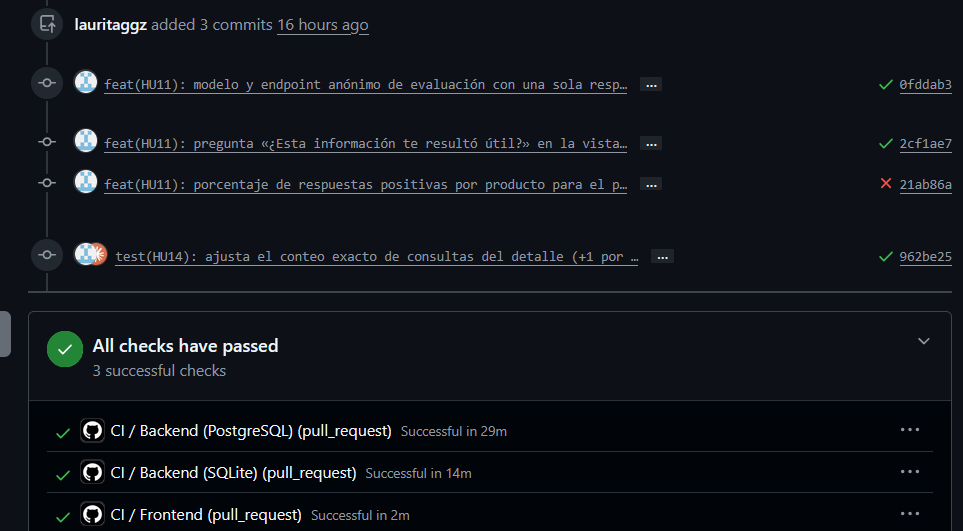 lauritaggz added 3 commits 16 hours ago
feat(HU11): modelo y endpoint anónimo de evaluación con una sola resp… ... 0fddab3
feat(HU11): pregunta «¿Esta información te resultó útil?» en la vista… ... 2cf1ae7
feat(HU11): porcentaje de respuestas positivas por producto para el p… ... 21ab86a
test(HU14): ajusta el conteo exacto de consultas del detalle (+1 por … ... 962be25
All checks have passed
3 successful checks
CI / Backend (PostgreSQL) (pull_request) Successful in 29m
CI / Backend (SQLite) (pull_request) Successful in 14m
CI / Frontend (pull_request) Successful in 2m